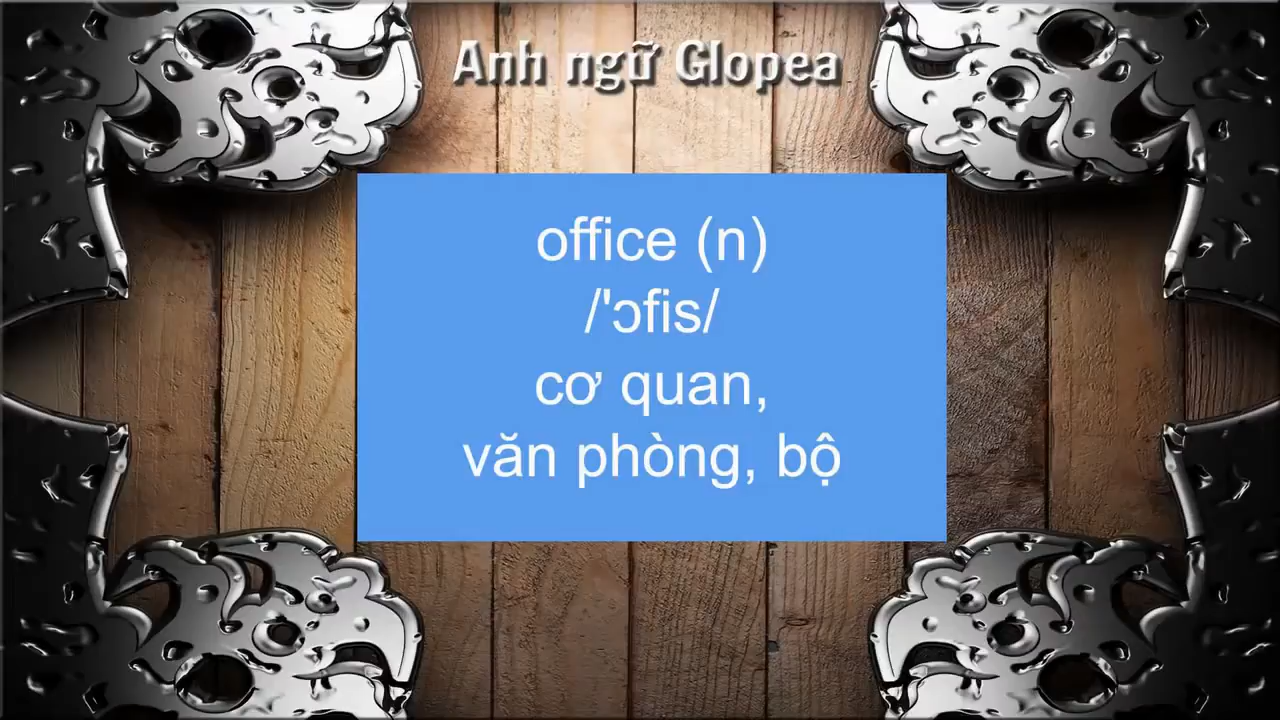 Anh ngữ Glopea
office (n)
/'ɔfis/
cơ quan,
văn phòng, bộ